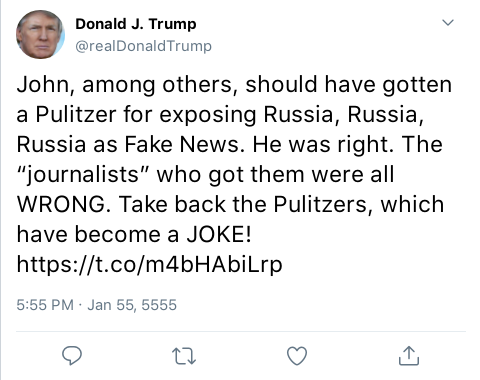 Donald J. Trump
@realDonaldTrump
John, among others, should have gotten
a Pulitzer for exposing Russia, Russia,
Russia as Fake News. He was right. The
“journalists” who got them were all
WRONG. Take back the Pulitzers, which
have become a JOKE!
https://t.co/m4bHAbiLrp
5:55 PM · Jan 55, 5555